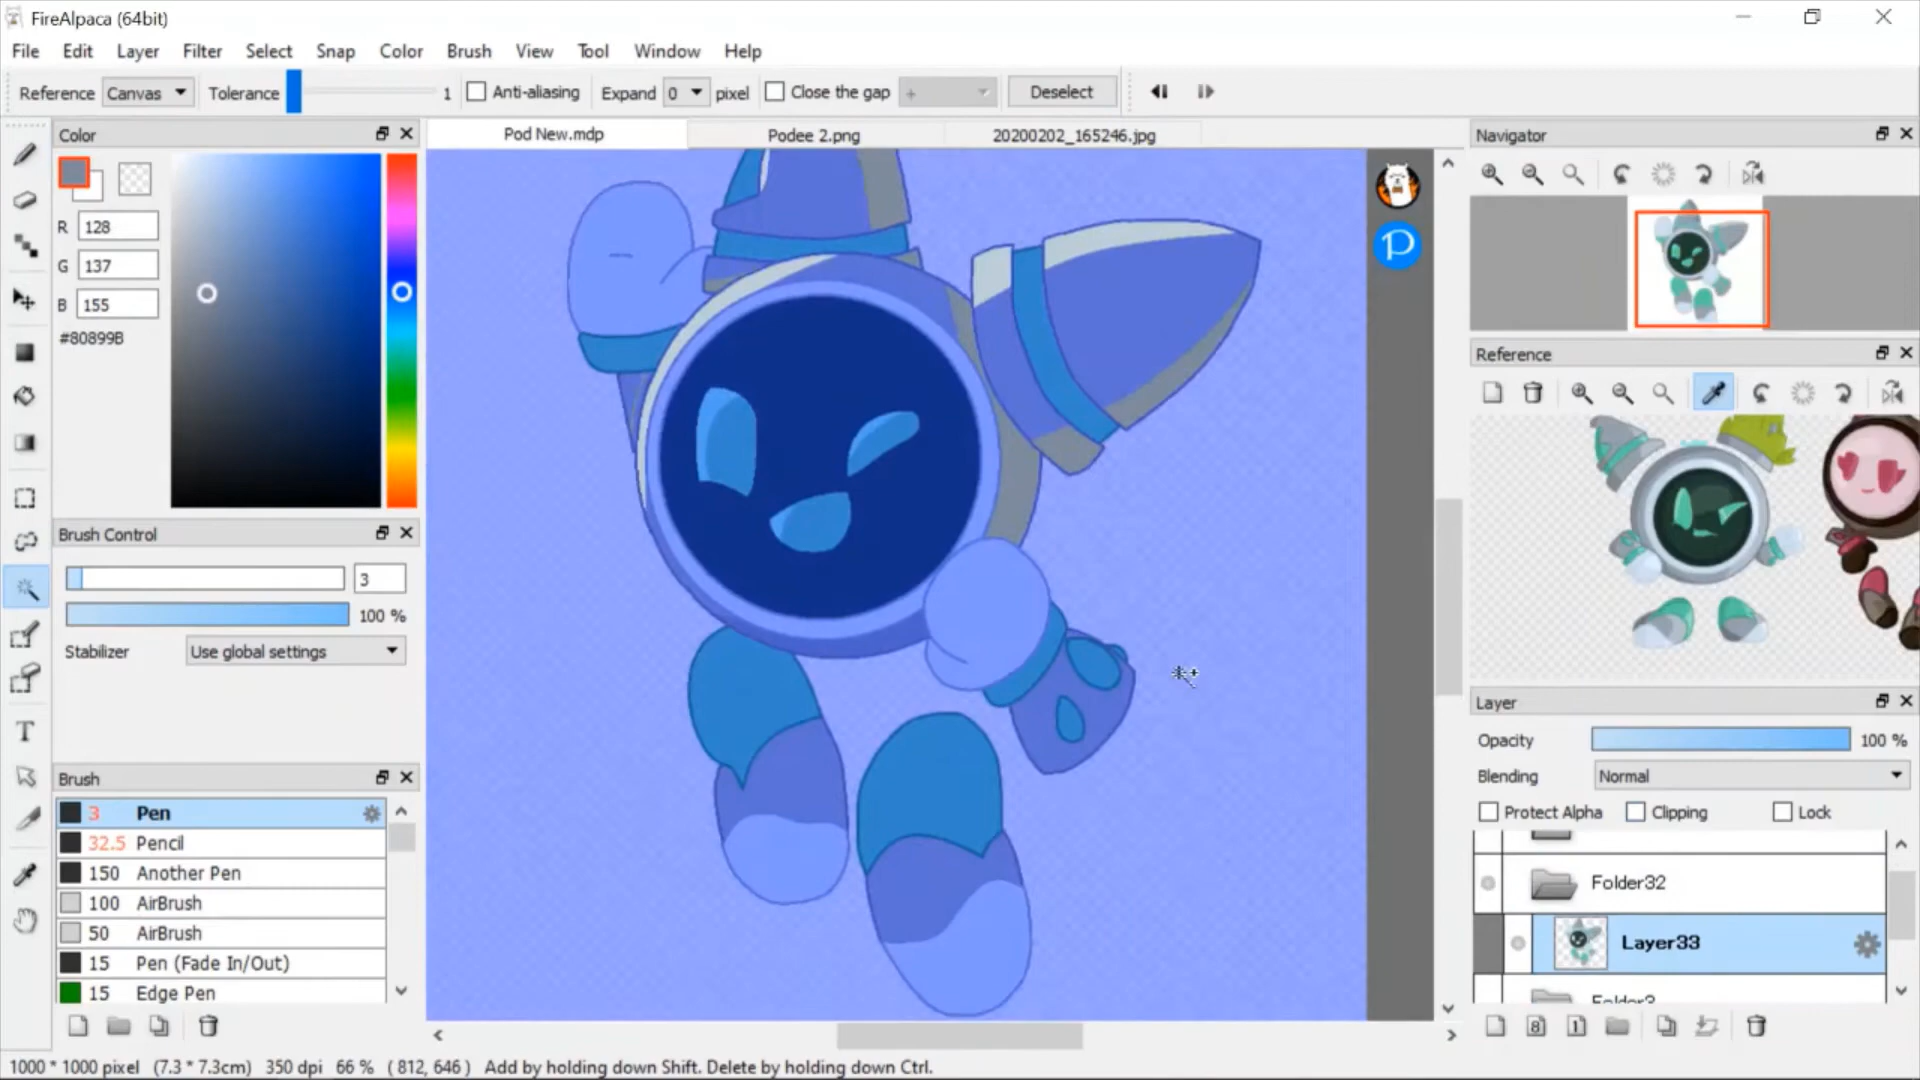 FireAlpaca (64bit)
File Edit Layer Filter Select Snap Color Brush View Tool Window Help
Reference Canvas Tolerance 1 Anti-aliasing Expand 0 pixel Close the gap + Deselect
Color
Pod New.mdp
Podee 2.png
20200202_165246.jpg
Navigator
R 128
G 137
B 155
#80899B
Reference
Brush Control
3
100 %
Stabilizer Use global settings
Layer
Opacity 100 %
Blending Normal
Protect Alpha Clipping Lock
Brush
3 Pen
32.5 Pencil
150 Another Pen
100 AirBrush
50 AirBrush
15 Pen (Fade In/Out)
15 Edge Pen
P
T
Folder32
Layer33
Folder3
8
1
1000 * 1000 pixel (7.3 * 7.3cm) 350 dpi 66 % ( 812, 646 ) Add by holding down Shift. Delete by holding down Ctrl.